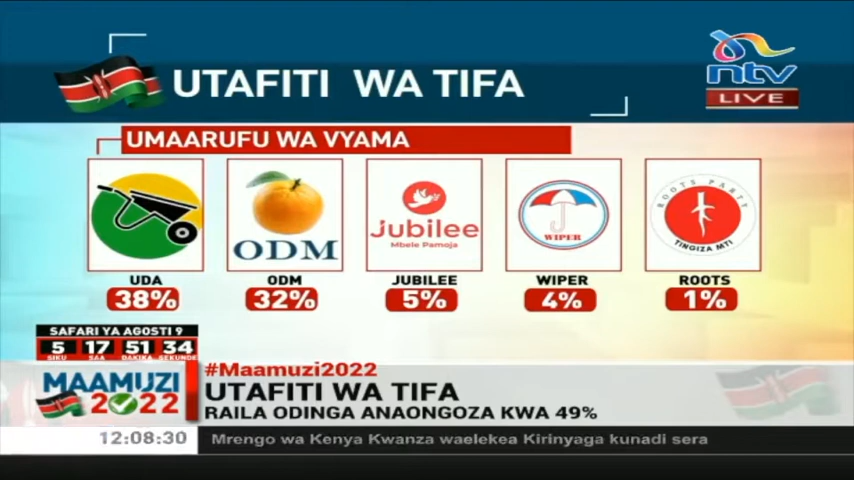 UTAFITI WA TIFA
ntv
LIVE
UMAARUFU WA VYAMA
ODM
Jubilee
Mbele Pamoja
WIPER
ROOTS PARTY
TINGIZA MTI
UDA
ODM
JUBILEE
WIPER
ROOTS
38%
32%
5%
4%
1%
SAFARI YA AGOSTI 9
5 17 51 34
SIKU SAA DAKIKA SEKUNDE
MAAMUZI
2022
#Maamuzi2022
UTAFITI WA TIFA
RAILA ODINGA ANAONGOZA KWA 49%
12:08:30
Mrengo wa Kenya Kwanza waelekea Kirinyaga kunadi sera